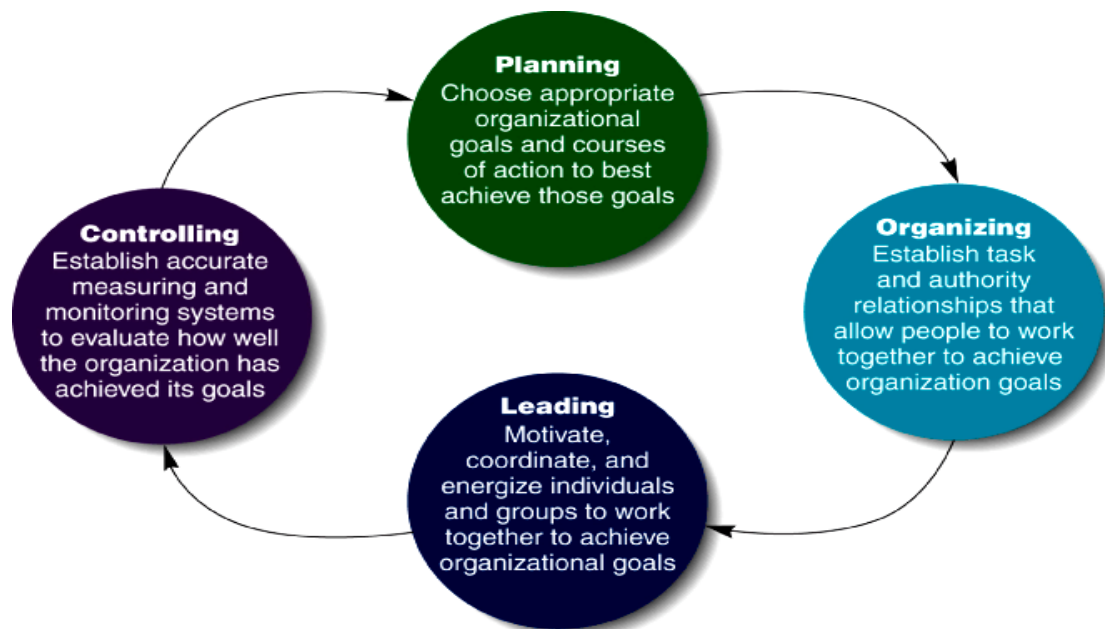 Planning
Choose appropriate
organizational
goals and courses
of action to best
achieve those goals
Organizing
Establish task
and authority
relationships that
allow people to work
together to achieve
organization goals
Leading
Motivate,
coordinate, and
energize individuals
and groups to work
together to achieve
organizational goals
Controlling
Establish accurate
measuring and
monitoring systems
to evaluate how well
the organization has
achieved its goals